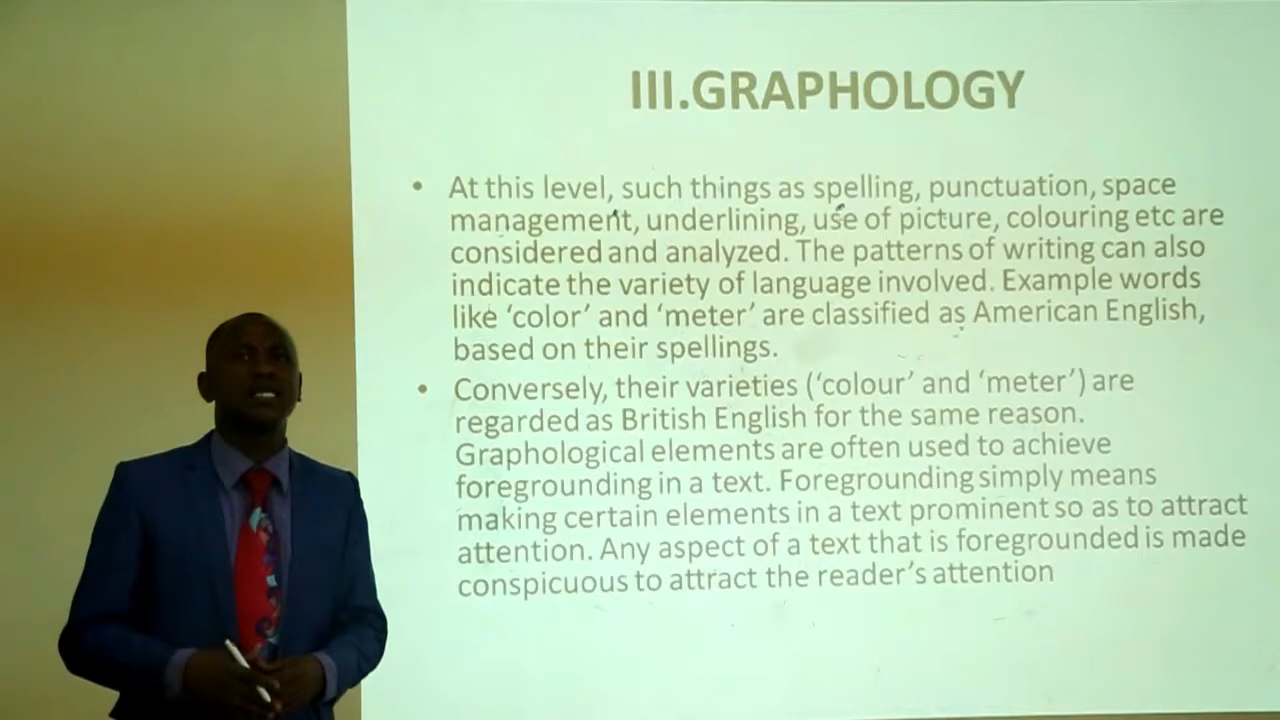 III.GRAPHOLOGY
• At this level, such things as spelling, punctuation, space
management, underlining, use of picture, colouring etc are
considered and analyzed. The patterns of writing can also
indicate the variety of language involved. Example words
like ‘color’ and ‘meter’ are classified as American English,
based on their spellings.
• Conversely, their varieties (‘colour’ and ‘meter’) are
regarded as British English for the same reason.
Graphological elements are often used to achieve
foregrounding in a text. Foregrounding simply means
making certain elements in a text prominent so as to attract
attention. Any aspect of a text that is foregrounded is made
conspicuous to attract the reader’s attention